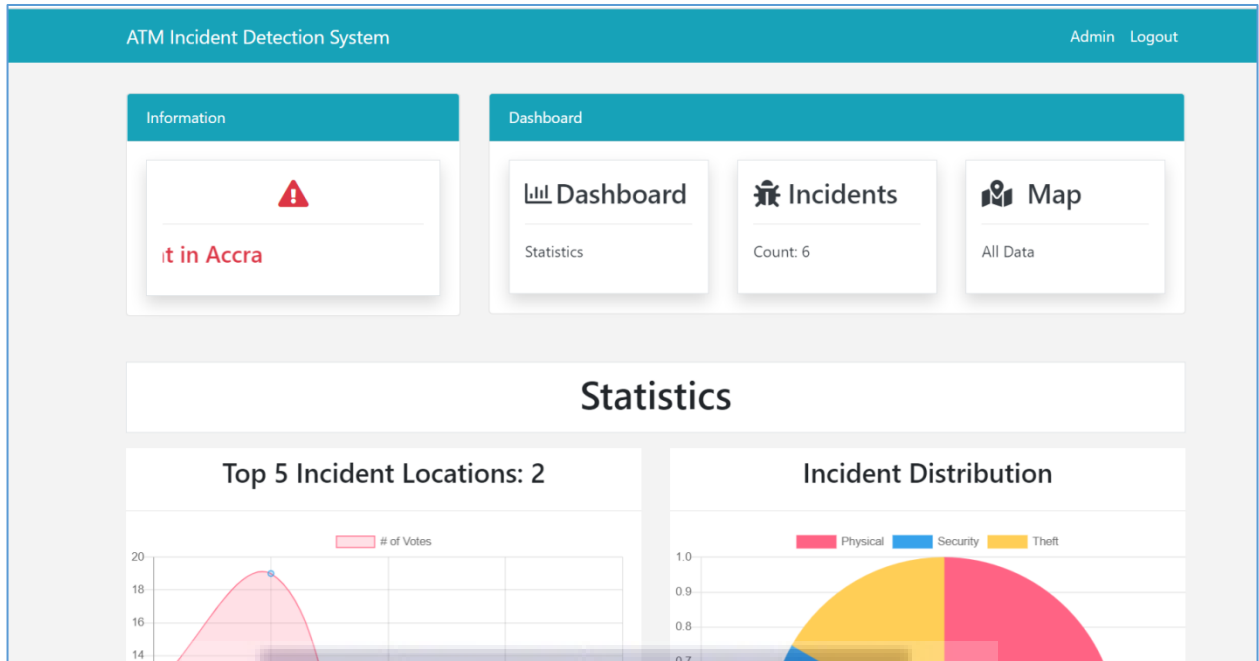 ATM Incident Detection System
Admin Logout
Information
Dashboard
Dashboard
Incidents
Map
t in Accra
Statistics
Count: 6
All Data
Statistics
Top 5 Incident Locations: 2
Incident Distribution
# of Votes
Physical Security Theft
20
18
16
14
1.0
0.9
0.8